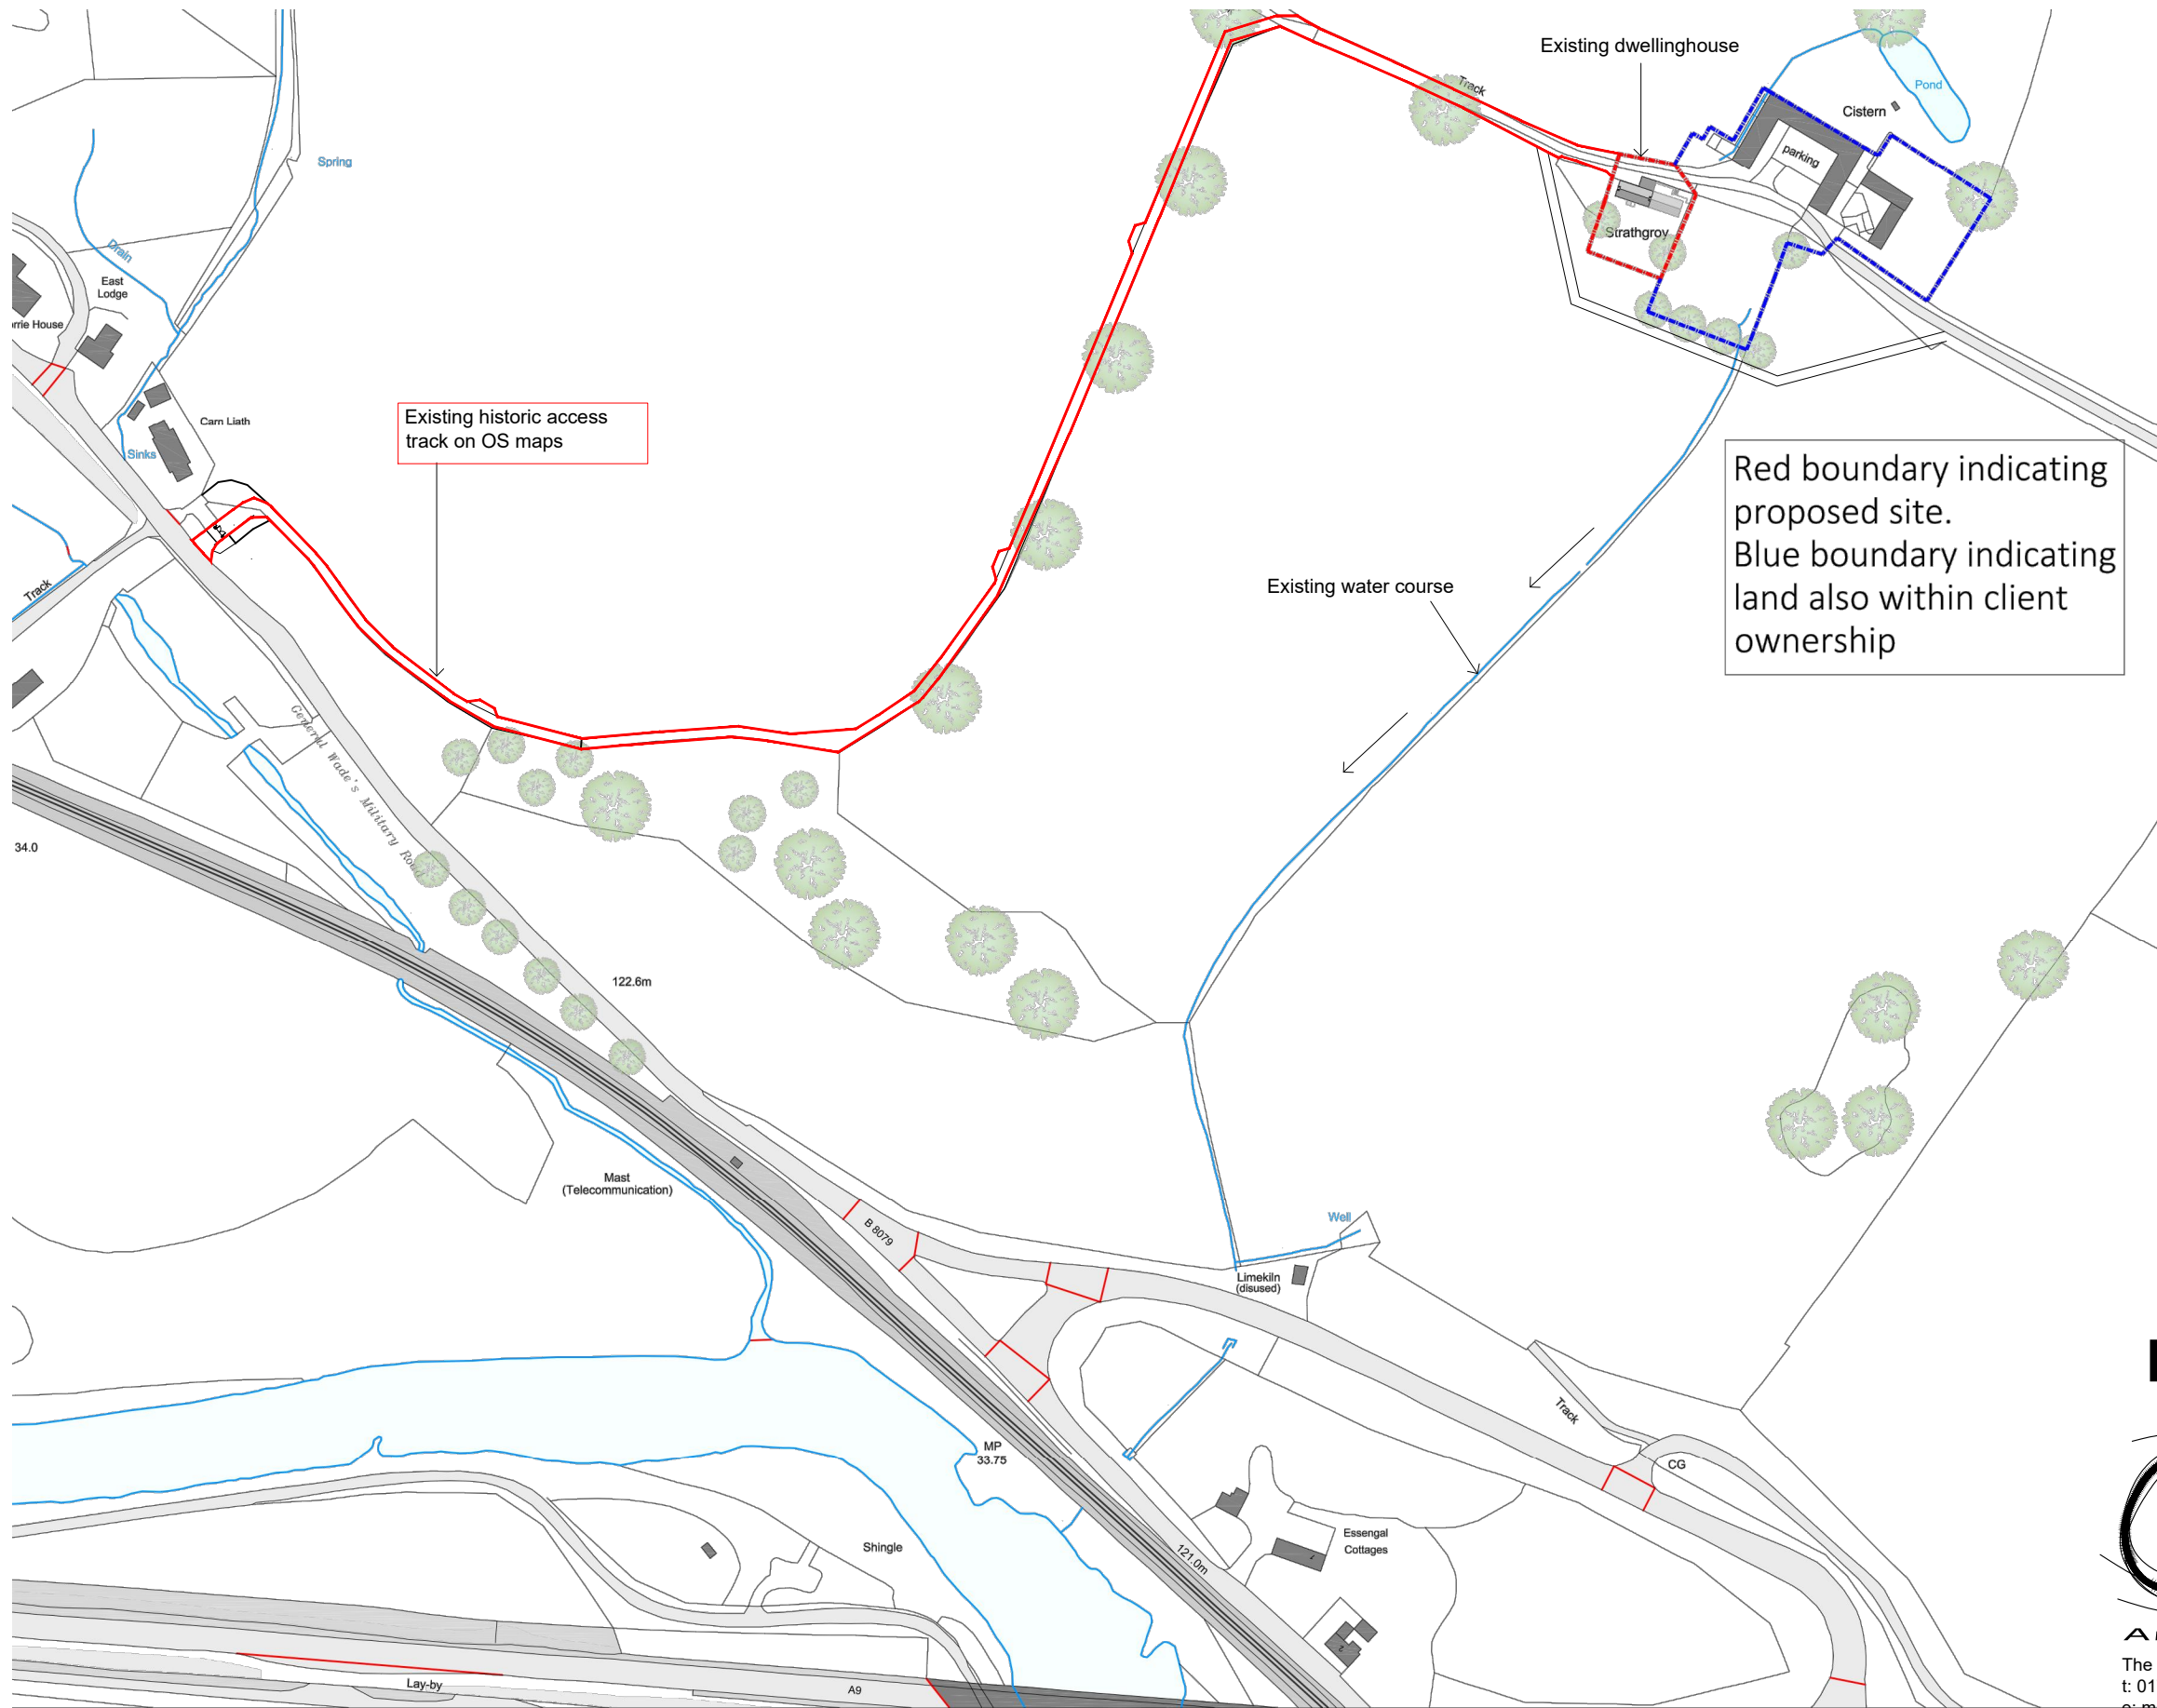 Existing dwellinghouse
Track
Pond
Cistern
parking
Spring
Strathgroy
Drain
East
Lodge
rrie House
Existing historic access
track on OS maps
Carn Liath
Sinks
Red boundary indicating
proposed site.
Blue boundary indicating
land also within client
ownership
Existing water course
Track
General Wade's Military Road
34.0
122.6m
Mast
(Telecommunication)
B 8079
Well
Limekiln
(disused)
Track
MP
33.75
CG
Shingle
Essengal
Cottages
121.0m
Lay-by
A9
The
t: 01